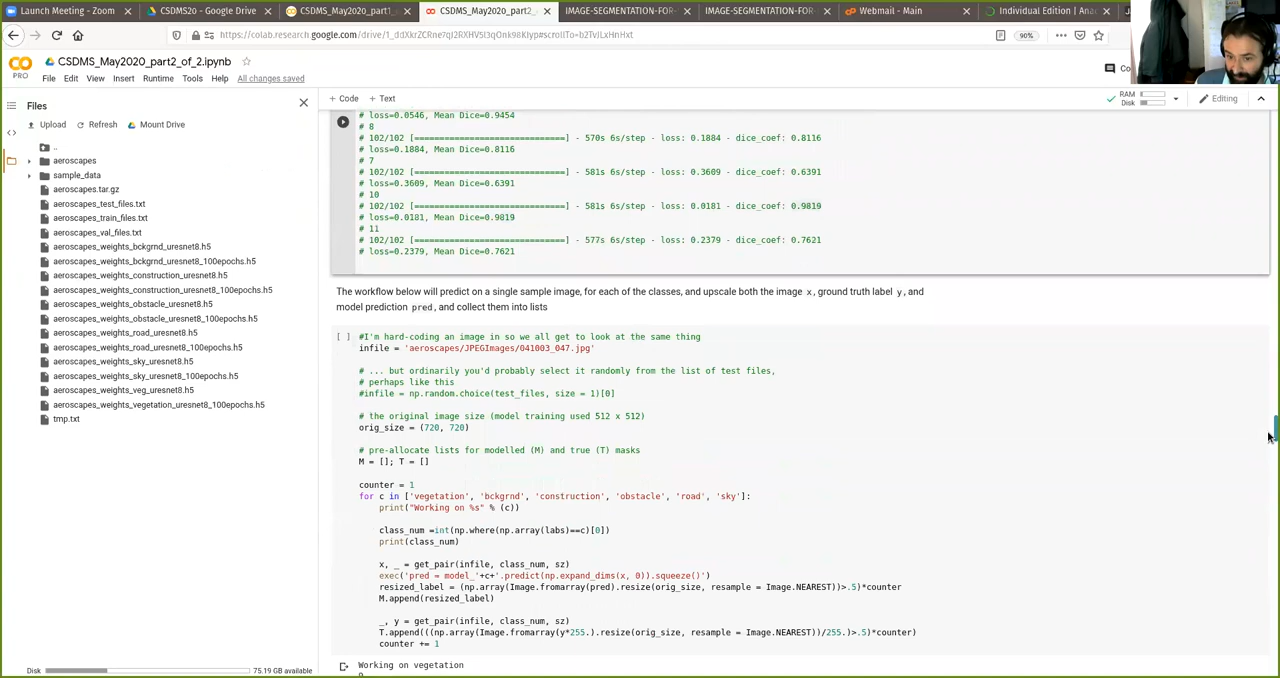 Launch Meeting - Zoom
CSDMS2o - Google Drive
CSDMS_May2020_part1_
CSDMS_May2020_part2_
IMAGE-SEGMENTATION-FOR-
IMAGE-SEGMENTATION-FOR-
Webmail - Main
Individual Edition | Ana
https://colab.research.google.com/drive/1_ddXkrZCRne7qI2RXHV5I3qOnk98KIyp#scrollTo=b2TvJLxHnHxt
90%
PRO
CSDMS_May2020_part2_of_2.ipynb
File Edit View Insert Runtime Tools Help All changes saved
Co
Files
+ Code + Text
RAM
Disk
Editing
Upload Refresh Mount Drive
..
aeroscapes
sample_data
aeroscapes.tar.gz
aeroscapes_test_files.txt
aeroscapes_train_files.txt
aeroscapes_val_files.txt
aeroscapes_weights_bckgrnd_uresnet8.h5
aeroscapes_weights_bckgrnd_uresnet8_100epochs.h5
aeroscapes_weights_construction_uresnet8.h5
aeroscapes_weights_construction_uresnet8_100epochs.h5
aeroscapes_weights_obstacle_uresnet8.h5
aeroscapes_weights_obstacle_uresnet8_100epochs.h5
aeroscapes_weights_road_uresnet8.h5
aeroscapes_weights_road_uresnet8_100epochs.h5
aeroscapes_weights_sky_uresnet8.h5
aeroscapes_weights_sky_uresnet8_100epochs.h5
aeroscapes_weights_veg_uresnet8.h5
aeroscapes_weights_vegetation_uresnet8_100epochs.h5
tmp.txt
Disk
75.19 GB available
# loss=0.0546, Mean Dice=0.9454
# 8
# 102/102 [==============================] - 570s 6s/step - loss: 0.1884 - dice_coef: 0.8116
# loss=0.1884, Mean Dice=0.8116
# 7
# 102/102 [==============================] - 581s 6s/step - loss: 0.3609 - dice_coef: 0.6391
# loss=0.3609, Mean Dice=0.6391
# 10
# 102/102 [==============================] - 581s 6s/step - loss: 0.0181 - dice_coef: 0.9819
# loss=0.0181, Mean Dice=0.9819
# 11
# 102/102 [==============================] - 577s 6s/step - loss: 0.2379 - dice_coef: 0.7621
# loss=0.2379, Mean Dice=0.7621
The workflow below will predict on a single sample image, for each of the classes, and upscale both the image x, ground truth label y, and
model prediction pred, and collect them into lists
[ ] #I'm hard-coding an image in so we all get to look at the same thing
infile = 'aeroscapes/JPEGImages/041003_047.jpg'
# ... but ordinarily you'd probably select it randomly from the list of test files,
# perhaps like this
#infile = np.random.choice(test_files, size = 1)[0]
# the original image size (model training used 512 x 512)
orig_size = (720, 720)
# pre-allocate lists for modelled (M) and true (T) masks
M = []; T = []
counter = 1
for c in ['vegetation', 'bckgrnd', 'construction', 'obstacle', 'road', 'sky']:
print("Working on %s" % (c))
class_num =int(np.where(np.array(labs)==c)[0])
print(class_num)
x, _ = get_pair(infile, class_num, sz)
exec('pred = model_'+c+'.predict(np.expand_dims(x, 0)).squeeze()')
resized_label = (np.array(Image.fromarray(pred).resize(orig_size, resample = Image.NEAREST))>.5)*counter
M.append(resized_label)
_, y = get_pair(infile, class_num, sz)
T.append(((np.array(Image.fromarray(y*255.).resize(orig_size, resample = Image.NEAREST))/255.)>.5)*counter)
counter += 1
Working on vegetation